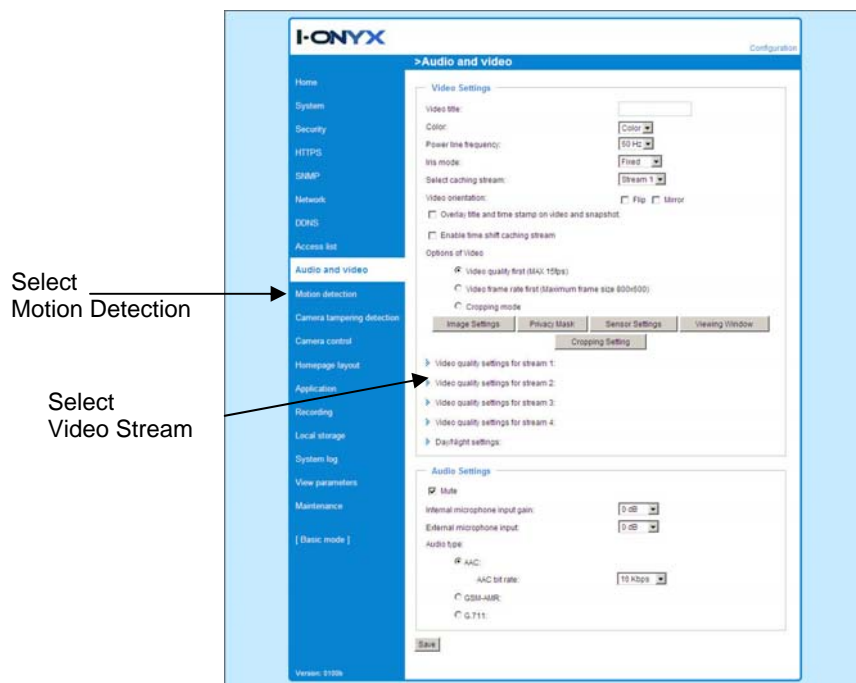 I-ONYX
Configuration
>Audio and video
Home
System
Security
HTTPS
SNMP
Network
DDNS
Access list
Audio and video
Motion detection
Camera tampering detection
Camera control
Homepage layout
Application
Recording
Local storage
System log
View parameters
Maintenance
[ Basic mode ]
Version: 0100b
Select
Motion Detection
Select
Video Stream
Video Settings
Video title:
Color: Color
Power line frequency: 60 Hz
Iris mode: Fixed
Select caching stream: Stream 1
Video orientation: Flip Mirror
Overlay title and time stamp on video and snapshot.
Enable time shift caching stream
Options of Video
Video quality first (MAX 15fps)
Video frame rate first (Maximum frame size 800x600)
Cropping mode
Image Settings Privacy Mask Sensor Settings Viewing Window
Cropping Setting
Video quality settings for stream 1:
Video quality settings for stream 2:
Video quality settings for stream 3:
Video quality settings for stream 4:
Day/Night settings:
Audio Settings
Mute
Internal microphone input gain: 0 dB
External microphone input: 0 dB
Audio type:
AAC:
AAC bit rate: 16 Kbps
GSM-AMR:
G.711:
Save